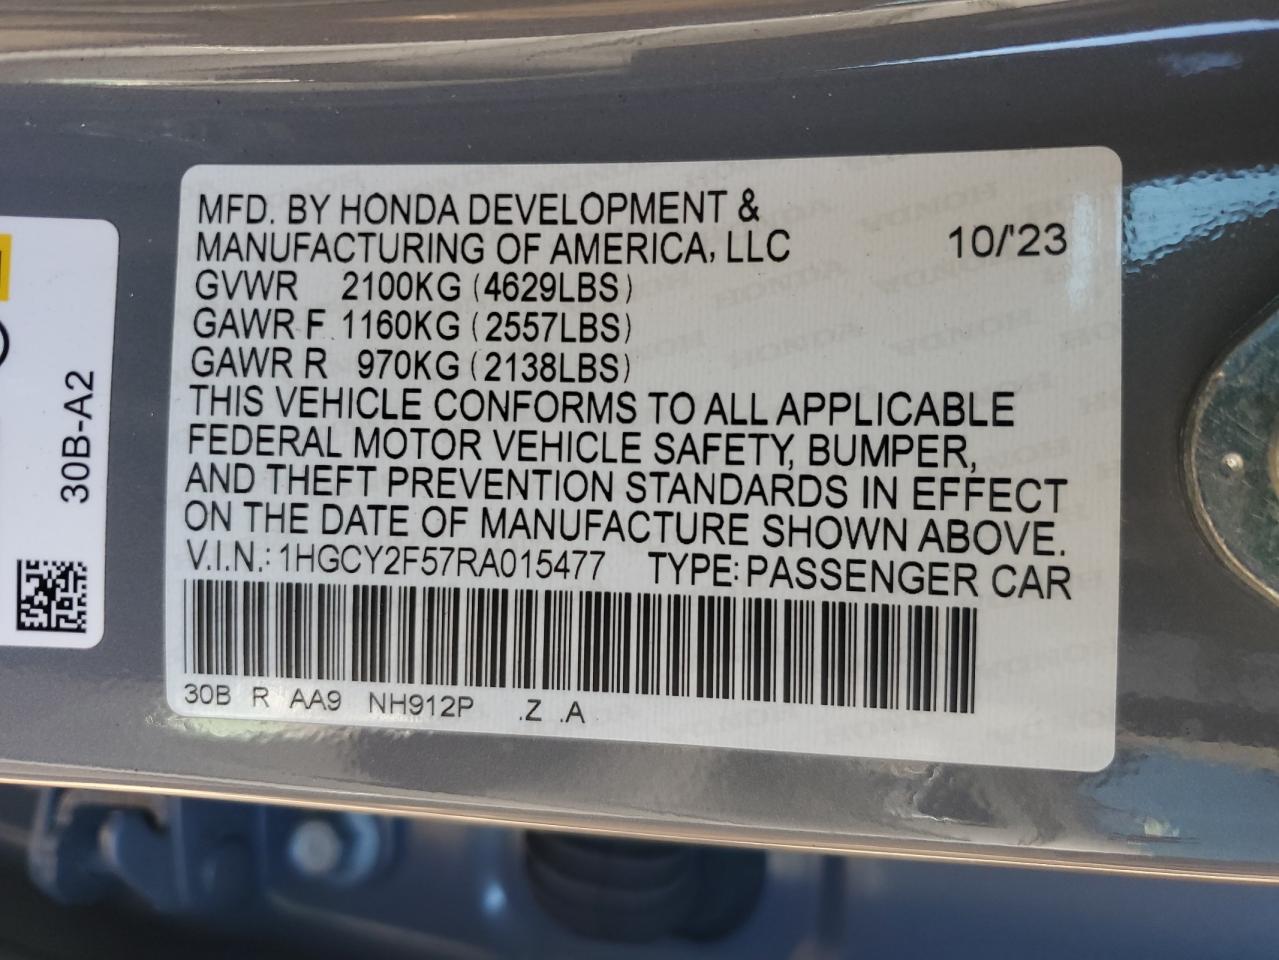 MFD. BY HONDA DEVELOPMENT &
MANUFACTURING OF AMERICA, LLC 10/'23
GVWR 2100KG (4629LBS)
GAWR F 1160KG (2557LBS)
GAWR R 970KG (2138LBS)
THIS VEHICLE CONFORMS TO ALL APPLICABLE
FEDERAL MOTOR VEHICLE SAFETY, BUMPER,
AND THEFT PREVENTION STANDARDS IN EFFECT
ON THE DATE OF MANUFACTURE SHOWN ABOVE.
V.I.N.: 1HGCY2F57RA015477 TYPE: PASSENGER CAR
30B R AA9 NH912P .Z .A
30B-A2